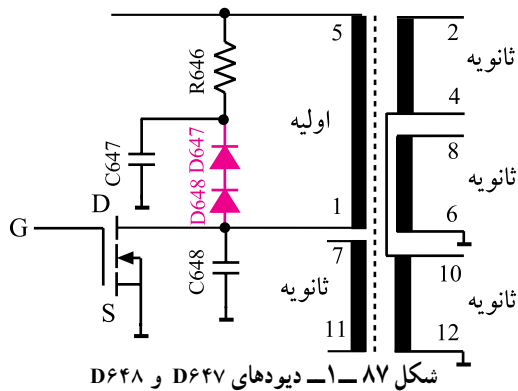 5
2
ثانویه
4
R646
اولیه
C647
D648 D647
8
ثانویه
6
D
1
G
7
C648
ثانویه
S
11
10
ثانویه
12
شکل ۸۷ ـ۱ـ دیودهای D۶۴۷ و D۶۴۸